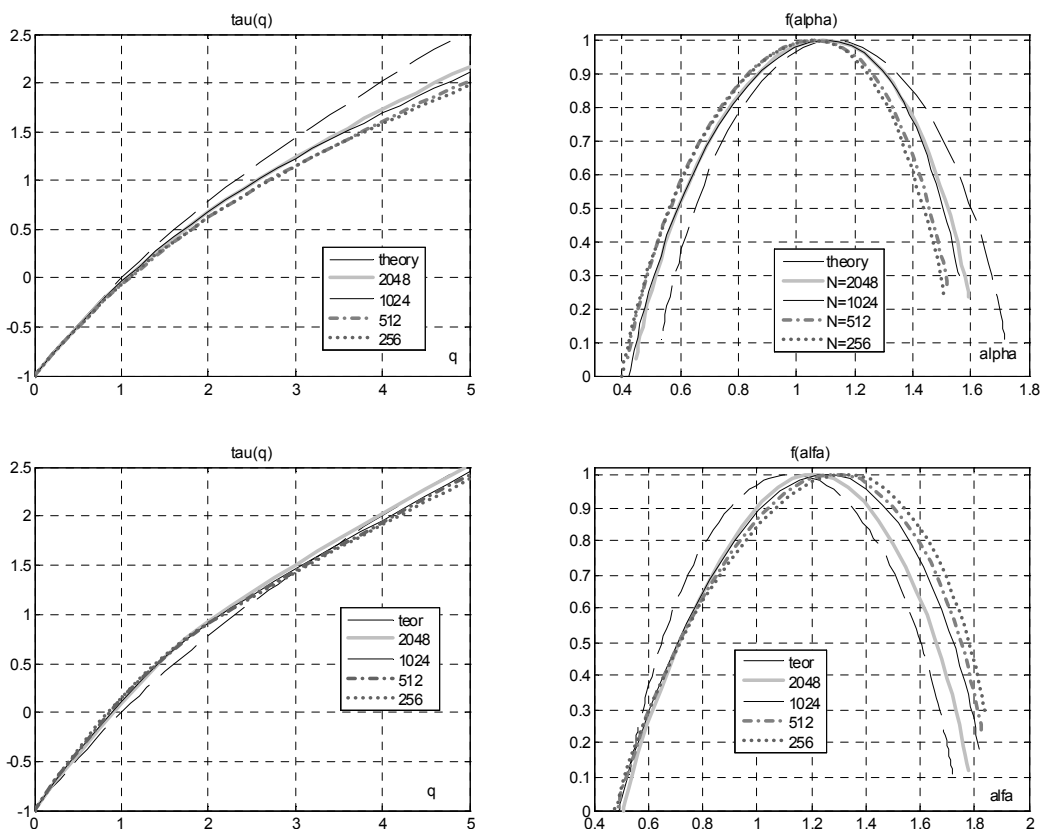 tau(q)
2.5
2
1.5
1
0.5
0
-0.5
-1
theory
2048
1024
512
256
q
0 1 2 3 4 5
f(alpha)
1
0.9
0.8
0.7
0.6
0.5
0.4
0.3
0.2
0.1
0
theory
N=2048
N=1024
N=512
N=256
alpha
0.4 0.6 0.8 1 1.2 1.4 1.6 1.8
tau(q)
2.5
2
1.5
1
0.5
0
-0.5
-1
teor
2048
1024
512
256
q
0 1 2 3 4 5
f(alfa)
1
0.9
0.8
0.7
0.6
0.5
0.4
0.3
0.2
0.1
0
teor
2048
1024
512
256
alfa
0.4 0.6 0.8 1 1.2 1.4 1.6 1.8 2